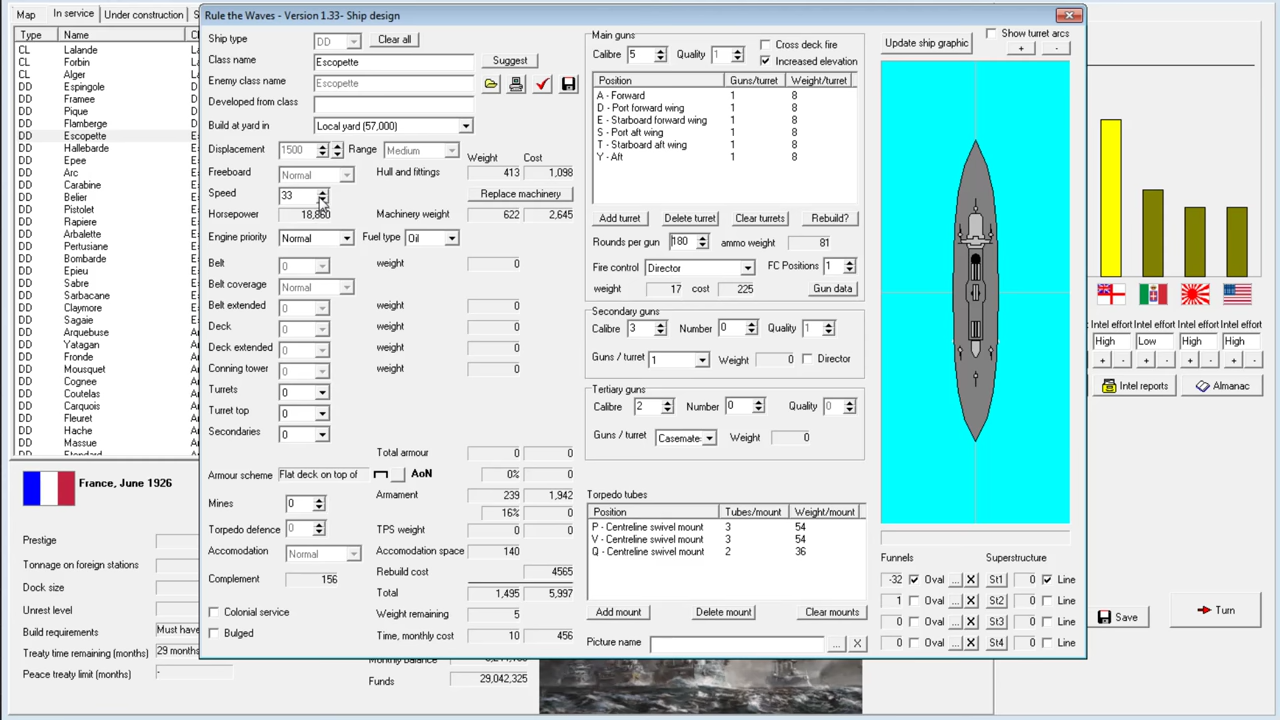 Rule the Waves - Version 1.33- Ship design
Map In service Under construction
Type Name
CL Lalande
CL Forbin
CL Alger
DD Espingole
DD Framee
DD Pique
DD Flamberge
DD Escopette
DD Hallebarde
DD Epee
DD Arc
DD Carabine
DD Belier
DD Pistolet
DD Rapiere
DD Arbalette
DD Pertusiane
DD Bombarde
DD Epieu
DD Sabre
DD Sarbacane
DD Claymore
DD Sagaie
DD Arquebuse
DD Yatagan
DD Fronde
DD Mousquet
DD Cognee
DD Coutelas
DD Carquois
DD Fleuret
DD Hache
DD Massue
France, June 1926
Prestige
Tonnage on foreign stations
Dock size
Unrest level
Build requirements Must have
Treaty time remaining (months) 29 months
Peace treaty limit (months) -
Monthly balance
Funds 29,042,325
Ship type DD Clear all
Class name Escopette Suggest
Enemy class name Escopette
Developed from class
Build at yard in Local yard (57,000)
Displacement 1500 Range Medium Weight Cost
Freeboard Normal Hull and fittings 413 1,098
Speed 33 Replace machinery
Horsepower 18,860 Machinery weight 622 2,645
Engine priority Normal Fuel type Oil
Belt 0 weight 0
Belt coverage Normal
Belt extended 0 weight 0
Deck 0 weight 0
Deck extended 0 weight 0
Conning tower 0 weight 0
Turrets 0
Turret top 0
Secondaries 0
Total armour 0 0
Armour scheme Flat deck on top of AoN 0% 0
Armament 239 1,942
Mines 0 16% 0
Torpedo defence 0 TPS weight 0 0
Accomodation Normal Accomodation space 140
Complement 156 Rebuild cost 4565
Total 1,495 5,997
Colonial service Weight remaining 5
Bulged Time, monthly cost 10 456
Main guns
Calibre 5 Quality 1 Cross deck fire
Increased elevation
Position Guns/turret Weight/turret
A - Forward 1 8
D - Port forward wing 1 8
E - Starboard forward wing 1 8
S - Port aft wing 1 8
T - Starboard aft wing 1 8
Y - Aft 1 8
Add turret Delete turret Clear turrets Rebuild?
Rounds per gun 180 ammo weight 81
Fire control Director FC Positions 1
weight 17 cost 225 Gun data
Secondary guns
Calibre 3 Number 0 Quality 1
Guns / turret 1 Weight 0 Director
Tertiary guns
Calibre 2 Number 0 Quality 0
Guns / turret Casemate Weight 0
Torpedo tubes
Position Tubes/mount Weight/mount
P - Centreline swivel mount 3 54
V - Centreline swivel mount 3 54
Q - Centreline swivel mount 2 36
Add mount Delete mount Clear mounts
Picture name ... X
Update ship graphic Show turret arcs
+ -
Funnels Superstructure
-32 Oval ... X St1 0 Line
1 Oval ... X St2 0 Line
0 Oval ... X St3 0 Line
0 Oval ... X St4 0 Line
Intel effort Intel effort Intel effort Intel effort
High Low High High
+ - + - + - + -
Intel reports Almanac
Save Turn